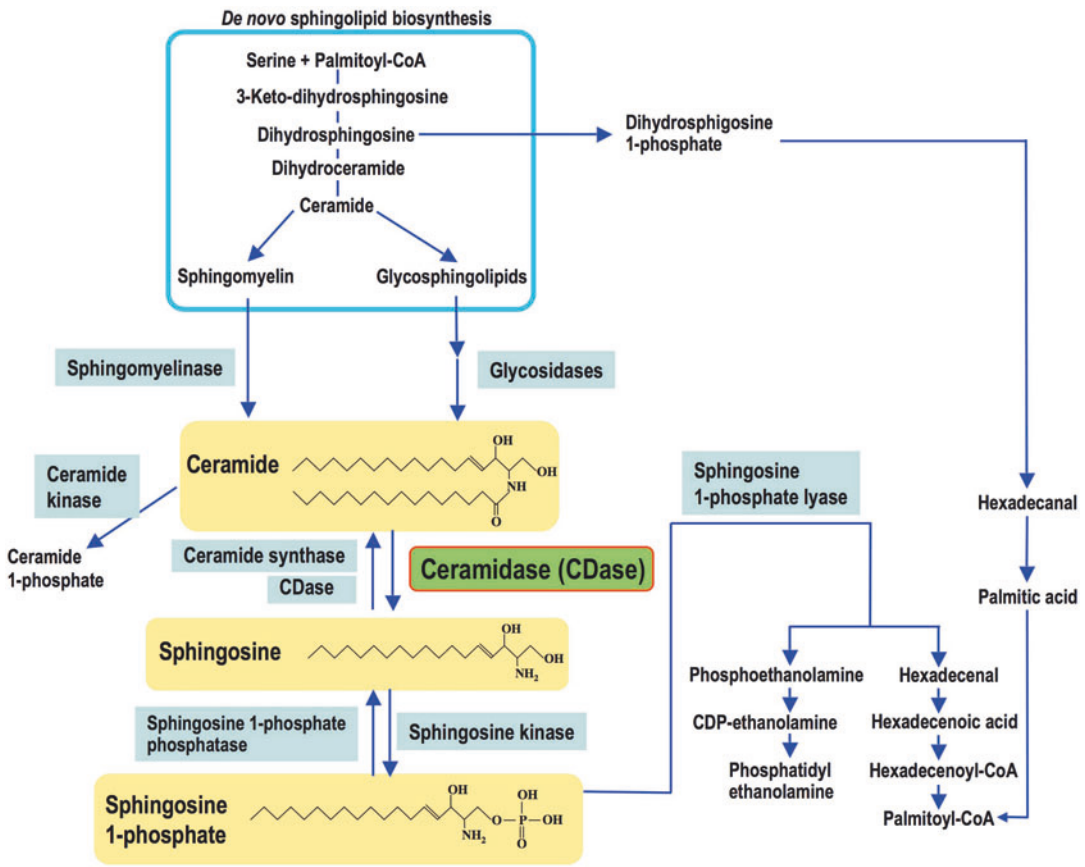 De novo sphingolipid biosynthesis
Serine + Palmitoyl-CoA
3-Keto-dihydrosphingosine
Dihydrosphingosine
Dihydroceramide
Ceramide
Sphingomyelin
Glycosphingolipids
Dihydrosphigosine
1-phosphate
Sphingomyelinase
Glycosidases
Ceramide
OH
OH
NH
O
Ceramide
kinase
Ceramide
1-phosphate
Ceramide synthase
CDase
Ceramidase (CDase)
Sphingosine
1-phosphate lyase
Hexadecanal
Palmitic acid
Sphingosine
OH
OH
NH2
Sphingosine 1-phosphate
phosphatase
Sphingosine kinase
Phosphoethanolamine
CDP-ethanolamine
Phosphatidyl
ethanolamine
Hexadecenal
Hexadecenoic acid
Hexadecenoyl-CoA
Palmitoyl-CoA
Sphingosine
1-phosphate
OH
OH
O
P
OH
NH2
O